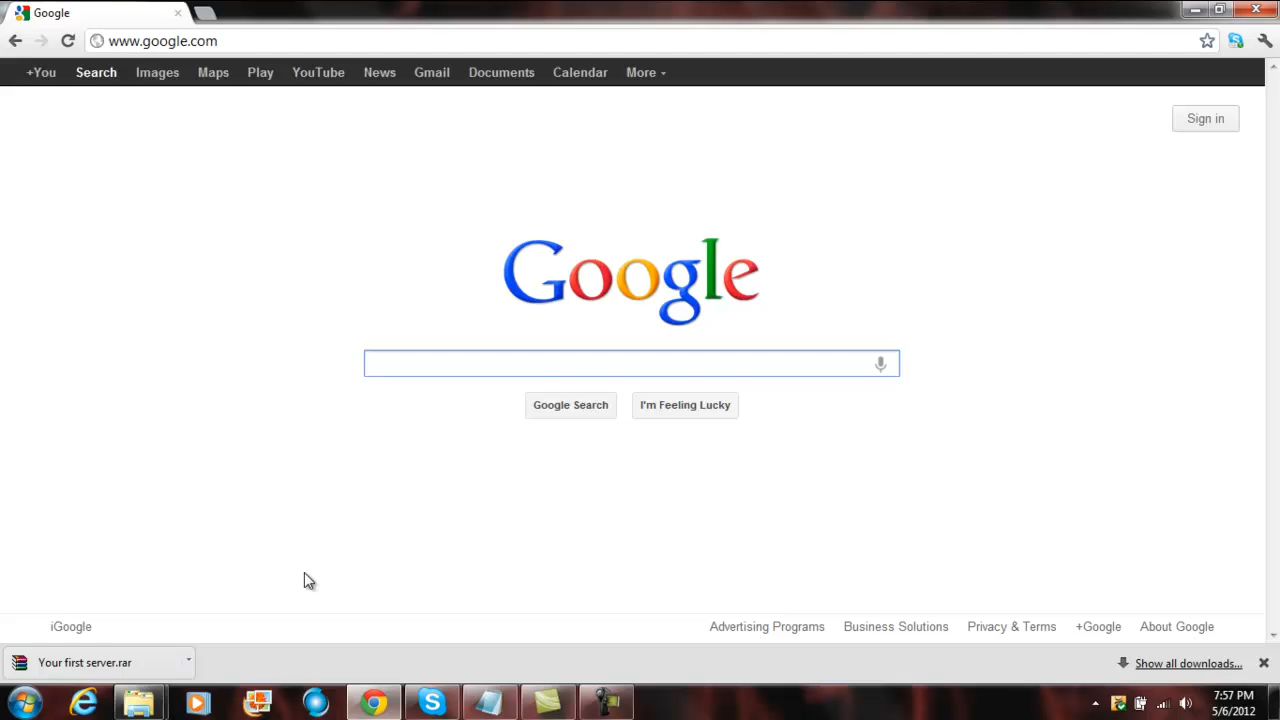 Google
www.google.com
+You Search Images Maps Play YouTube News Gmail Documents Calendar More
Sign in
Google
Google Search I'm Feeling Lucky
iGoogle Advertising Programs Business Solutions Privacy & Terms +Google About Google
Your first server.rar Show all downloads...
7:57 PM
5/6/2012